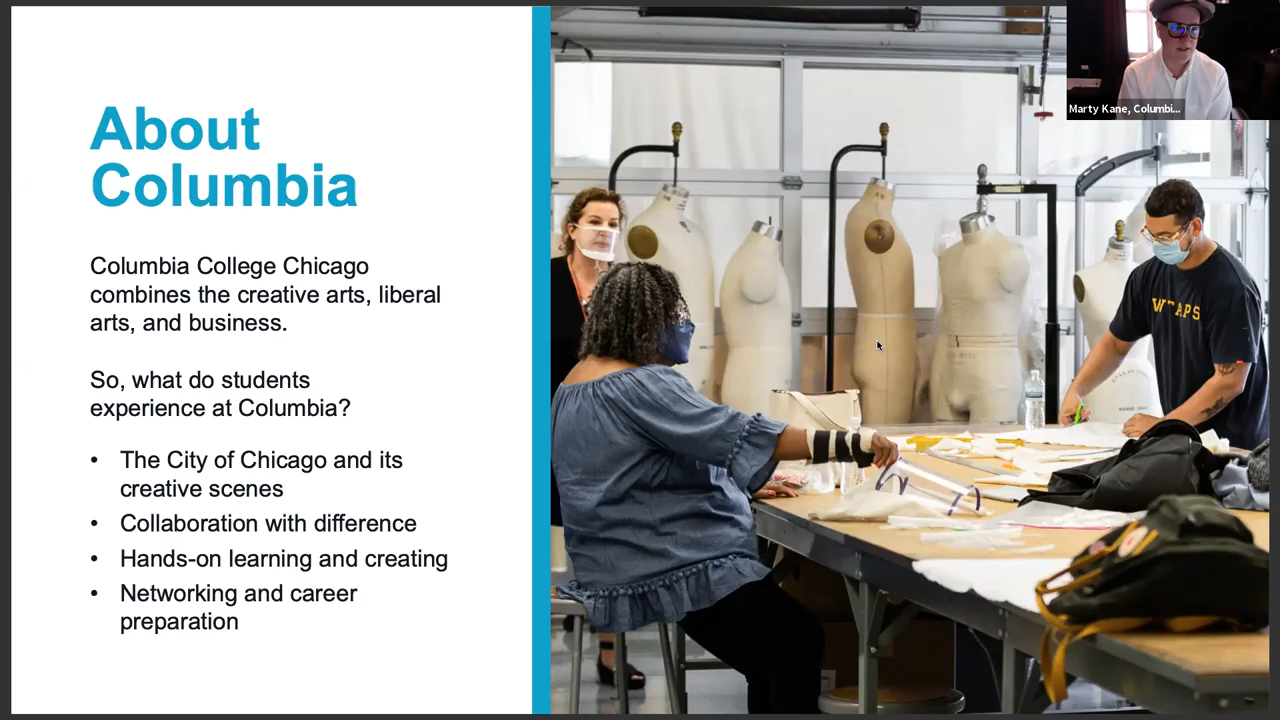 About
Columbia
Columbia College Chicago
combines the creative arts, liberal
arts, and business.
So, what do students
experience at Columbia?
• The City of Chicago and its
creative scenes
• Collaboration with difference
• Hands-on learning and creating
• Networking and career
preparation
Marty Kane, Columbi...